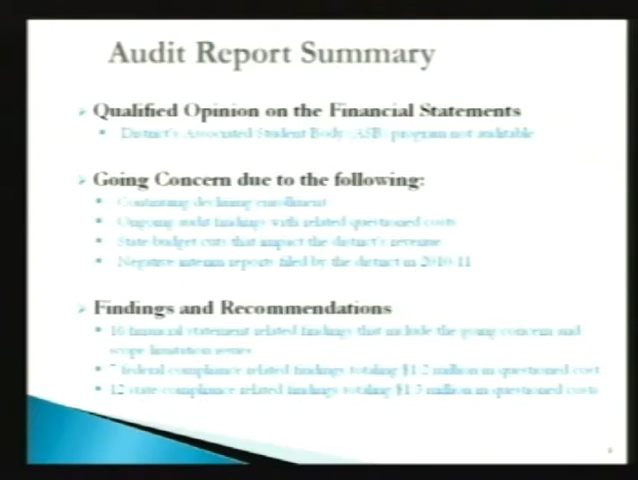 Audit Report Summary
Qualified Opinion on the Financial Statements
District's Associated Student Body (ASB) program not auditable
Going Concern due to the following:
Continuing declining enrollment
Ongoing audit findings with related questioned costs
State budget cuts that impact the district's revenue
Negative interim reports filed by the district in 2010-11
Findings and Recommendations
16 financial statement related findings that include the going concern and
scope limitation issues
7 federal compliance related findings totaling $1.2 million in questioned cost
12 state compliance related findings totaling $1.3 million in questioned costs